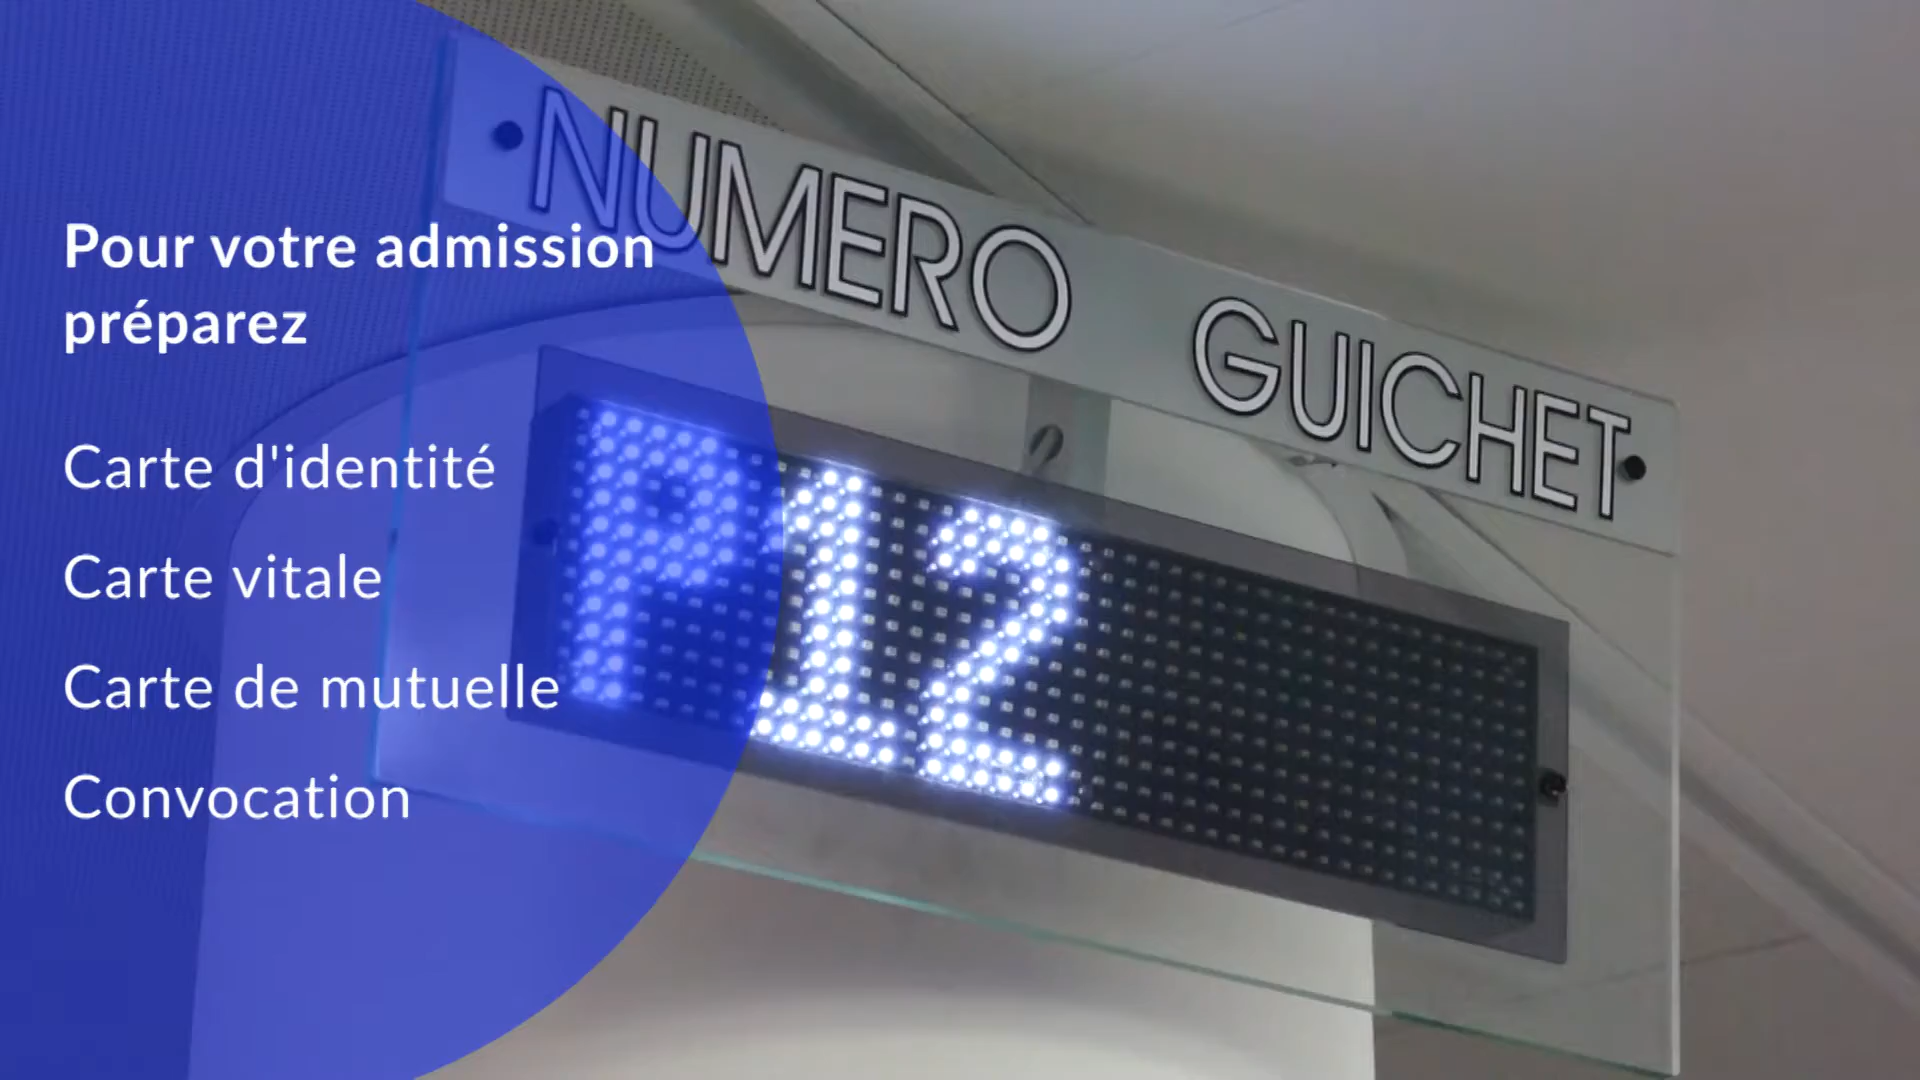 Pour votre admission
préparez
Carte d'identité
Carte vitale
Carte de mutuelle
Convocation
NUMERO GUICHET
P12